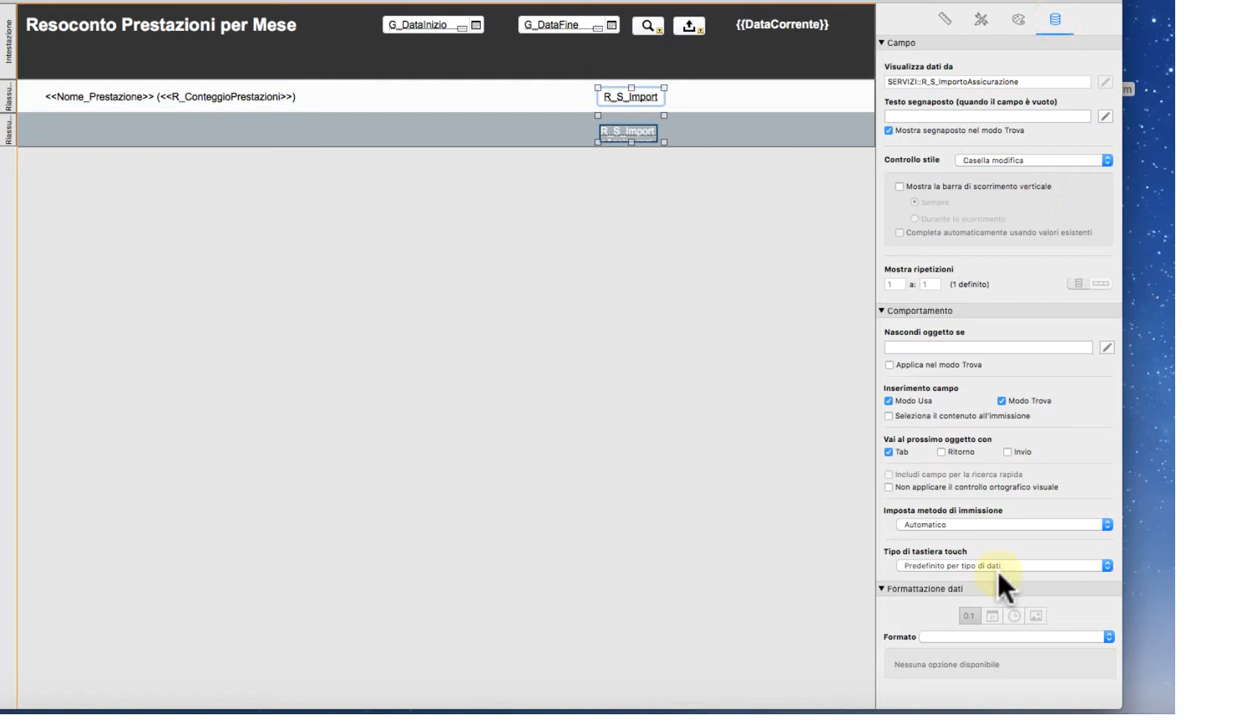 Resoconto Prestazioni per Mese
G_DataInizio
G_DataFine
{{DataCorrente}}
Intestazione
<<Nome_Prestazione>> (<<R_ConteggioPrestazioni>>)
R_S_Import
Riassu...
R_S_Import
Riassu...
Campo
Visualizza dati da
SERVIZI::R_S_ImportoAssicurazione
Testo segnaposto (quando il campo è vuoto)
Mostra segnaposto nel modo Trova
Controllo stile Casella modifica
Mostra la barra di scorrimento verticale
Sempre
Durante lo scorrimento
Completa automaticamente usando valori esistenti
Mostra ripetizioni
1 a: 1 (1 definito)
Comportamento
Nascondi oggetto se
Applica nel modo Trova
Inserimento campo
Modo Usa Modo Trova
Seleziona il contenuto all'immissione
Vai al prossimo oggetto con
Tab Ritorno Invio
Includi campo per la ricerca rapida
Non applicare il controllo ortografico visuale
Imposta metodo di immissione
Automatico
Tipo di tastiera touch
Predefinito per tipo di dati
Formattazione dati
0.1
Formato
Nessuna opzione disponibile